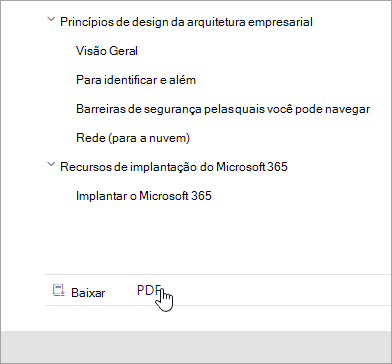 Princípios de design da arquitetura empresarial
Visão Geral
Para identificar e além
Barreiras de segurança pelas quais você pode navegar
Rede (para a nuvem)
Recursos de implantação do Microsoft 365
Implantar o Microsoft 365
Baixar PDF